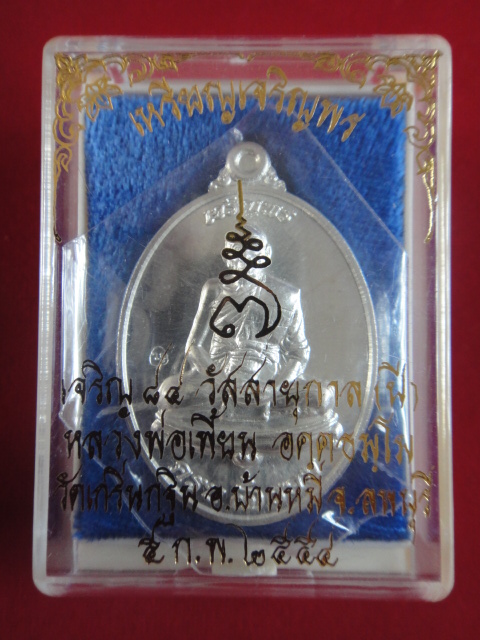 เหรียญเจริญพร
เจริญ ๘๔ วัสสายุกาล (ปี)
หลวงพ่อเพี้ยน อคฺคธมฺโม
วัดเกริ่นกฐิน อ.บ้านหมี่ จ.ลพบุรี
๕ ก.พ. ๒๕๕๔